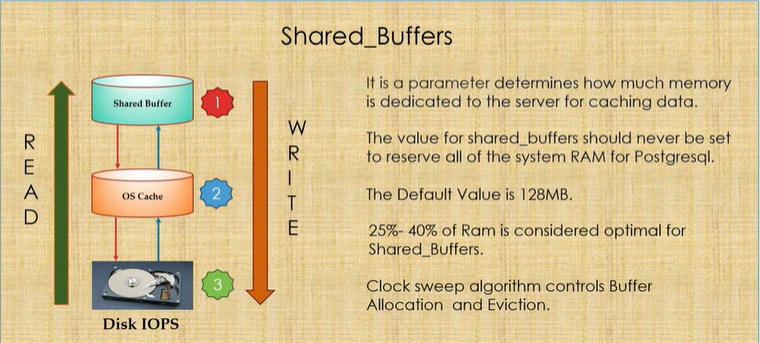 Shared_Buffers
READ
Shared Buffer
1
OS Cache
2
3
Disk IOPS
WRITE
It is a parameter determines how much memory
is dedicated to the server for caching data.
The value for shared_buffers should never be set
to reserve all of the system RAM for Postgresql.
The Default Value is 128MB.
25%- 40% of Ram is considered optimal for
Shared_Buffers.
Clock sweep algorithm controls Buffer
Allocation and Eviction.